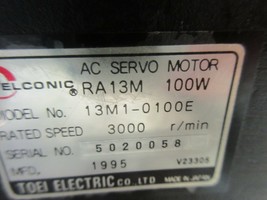 ELCONIC® AC SERVO MOTOR
RA13M 100W
MODEL No. 13M1-0100E
RATED SPEED 3000 r/min
SERIAL NO. 5020058
MFD. 1995 V23305
TOEI ELECTRIC CO.,LTD MADE IN JAPAN